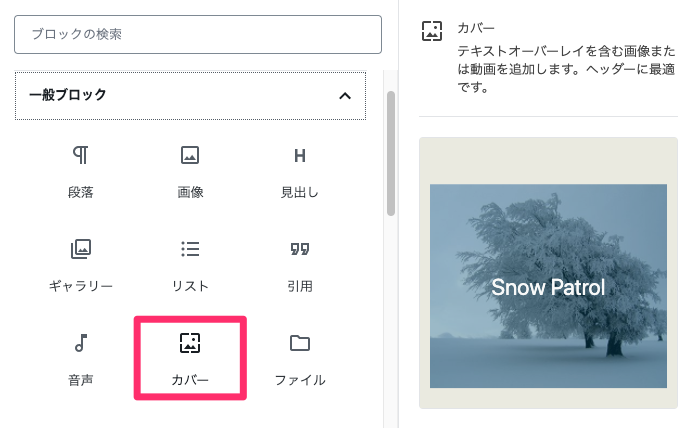 ブロックの検索
一般ブロック
段落
画像
見出し
ギャラリー
リスト
引用
音声
カバー
ファイル
カバー
テキストオーバーレイを含む画像また
は動画を追加します。ヘッダーに最適
です。
Snow Patrol